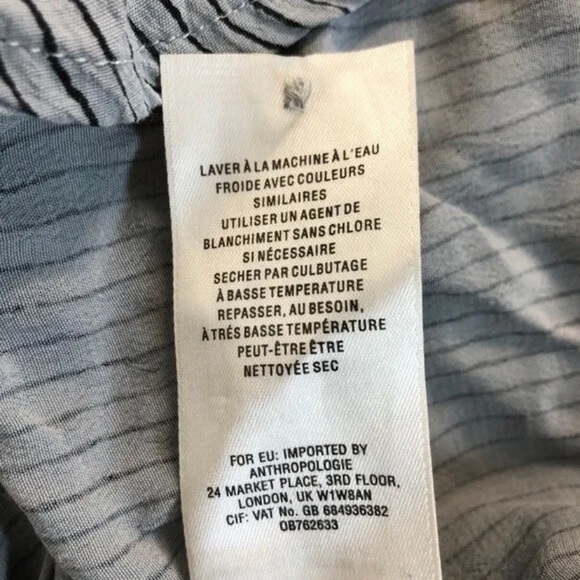 LAVER À LA MACHINE À L'EAU
FROIDE AVEC COULEURS
SIMILAIRES
UTILISER UN AGENT DE
BLANCHIMENT SANS CHLORE
SI NÉCESSAIRE
SECHER PAR CULBUTAGE
À BASSE TEMPERATURE
REPASSER, AU BESOIN,
À TRÉS BASSE TEMPÉRATURE
PEUT-ÊTRE ÊTRE
NETTOYÉE SEC
FOR EU: IMPORTED BY
ANTHROPOLOGIE
24 MARKET PLACE, 3RD FLOOR,
LONDON, UK W1W8AN
CIF: VAT No. GB 684936382
OB762633